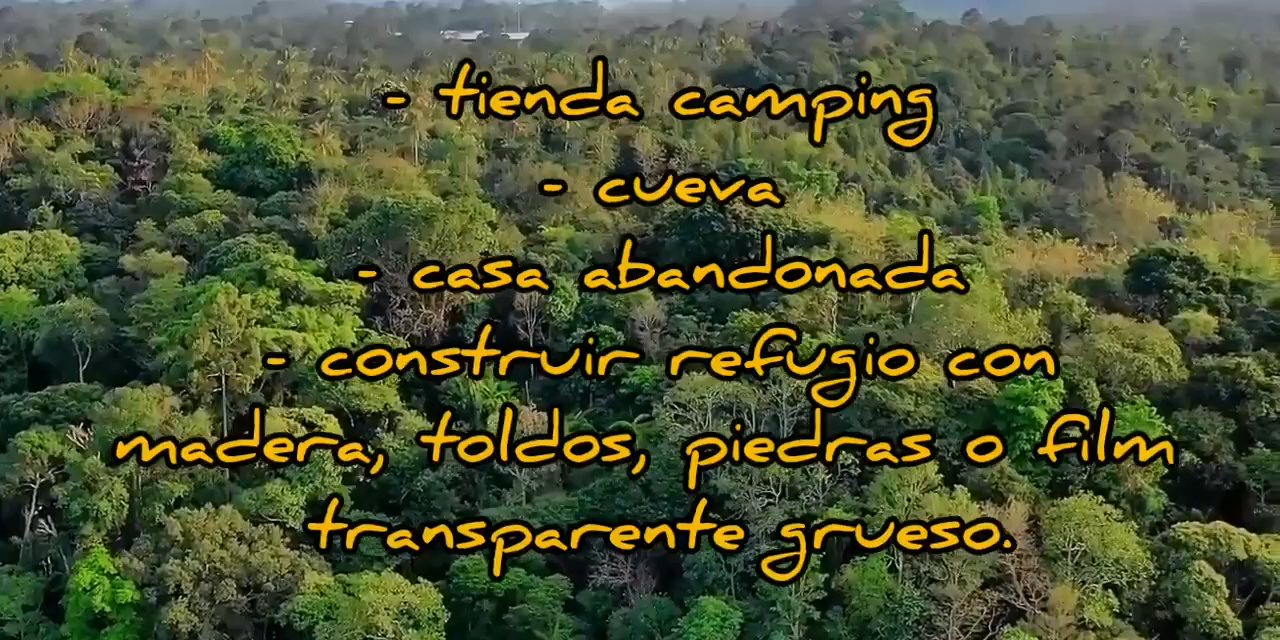 - tienda camping
- cueva
- casa abandonada
- construir refugio con
madera, toldos, piedras o film
transparente grueso.